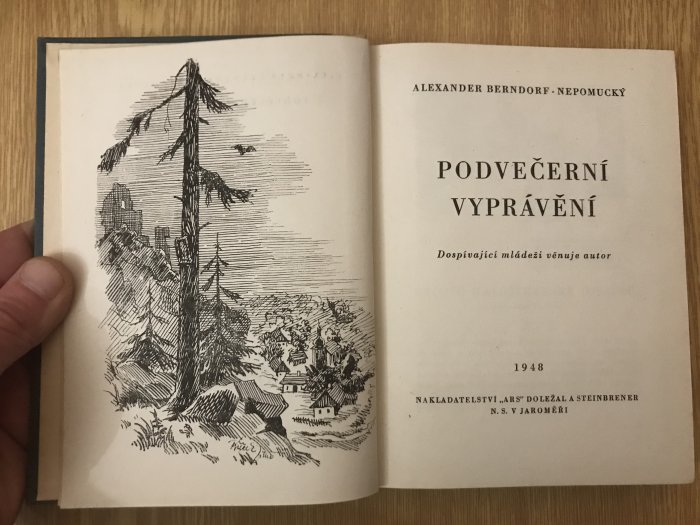 ALEXANDER BERNDORF-NEPOMUCKÝ
PODVEČERNÍ
VYPRÁVĚNÍ
Dospívající mládeži věnuje autor
1948
NAKLADATELSTVÍ „ARS" DOLEŽAL A STEINBRENER
N. S. V JAROMĚŘI